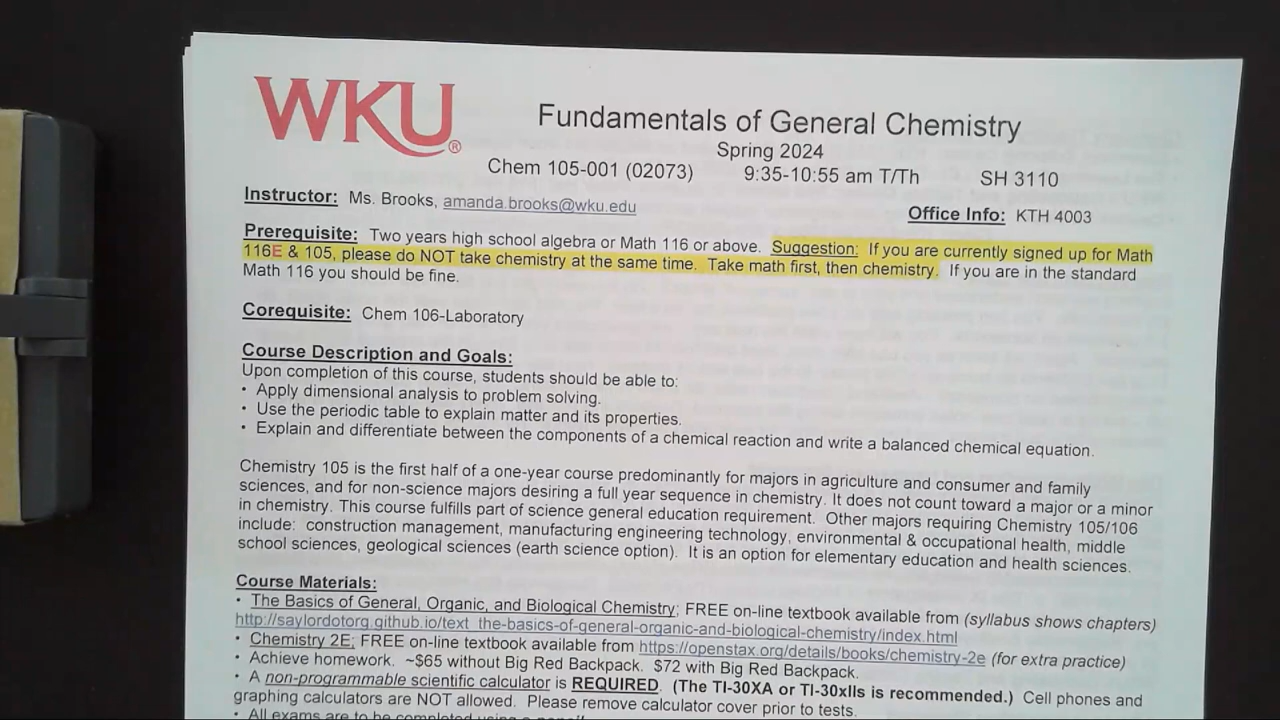 WKU®
Fundamentals of General Chemistry
Spring 2024
Chem 105-001 (02073) 9:35-10:55 am T/Th SH 3110
Instructor: Ms. Brooks, amanda.brooks@wku.edu Office Info: KTH 4003
Prerequisite: Two years high school algebra or Math 116 or above. Suggestion: If you are currently signed up for Math
116E & 105, please do NOT take chemistry at the same time. Take math first, then chemistry. If you are in the standard
Math 116 you should be fine.
Corequisite: Chem 106-Laboratory
Course Description and Goals:
Upon completion of this course, students should be able to:
• Apply dimensional analysis to problem solving.
• Use the periodic table to explain matter and its properties.
• Explain and differentiate between the components of a chemical reaction and write a balanced chemical equation.
Chemistry 105 is the first half of a one-year course predominantly for majors in agriculture and consumer and family
sciences, and for non-science majors desiring a full year sequence in chemistry. It does not count toward a major or a minor
in chemistry. This course fulfills part of science general education requirement. Other majors requiring Chemistry 105/106
include: construction management, manufacturing engineering technology, environmental & occupational health, middle
school sciences, geological sciences (earth science option). It is an option for elementary education and health sciences.
Course Materials:
• The Basics of General, Organic, and Biological Chemistry; FREE on-line textbook available from (syllabus shows chapters)
http://saylordotorg.github.io/text_the-basics-of-general-organic-and-biological-chemistry/index.html
• Chemistry 2E; FREE on-line textbook available from https://openstax.org/details/books/chemistry-2e (for extra practice)
• Achieve homework. ~$65 without Big Red Backpack. $72 with Big Red Backpack.
• A non-programmable scientific calculator is REQUIRED. (The TI-30XA or TI-30xIIs is recommended.) Cell phones and
graphing calculators are NOT allowed. Please remove calculator cover prior to tests.
• All exams are to be completed using a